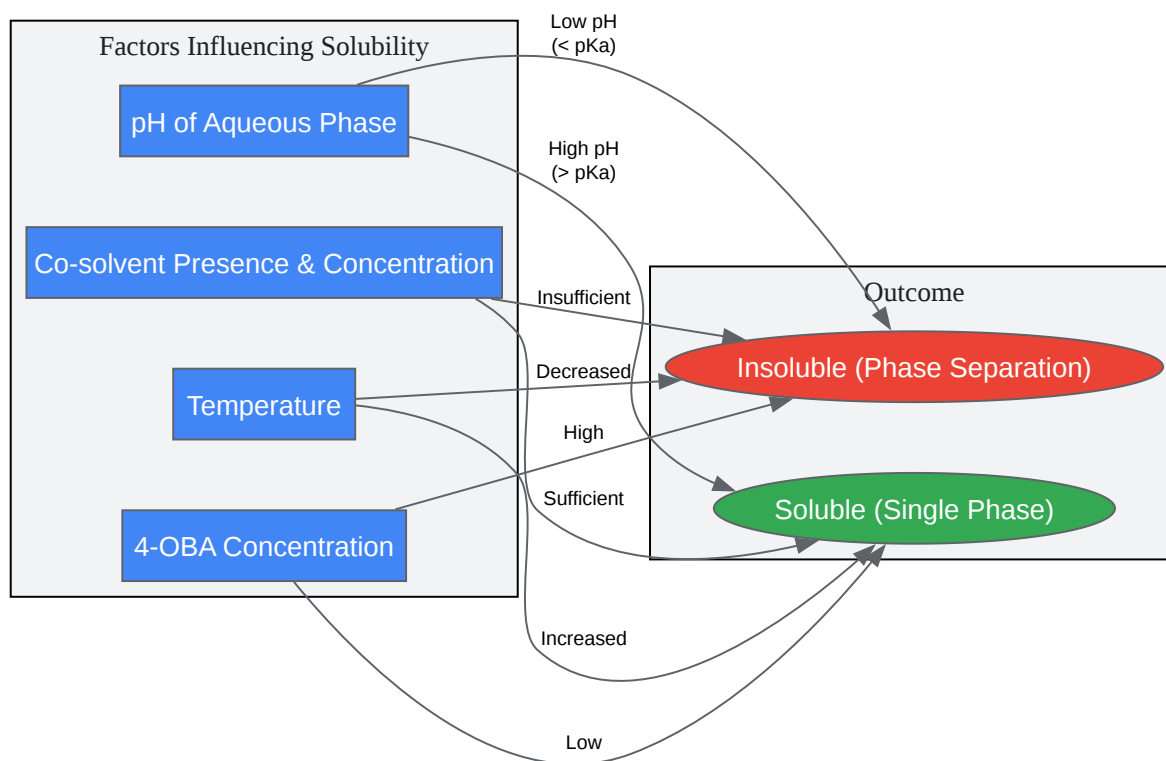 Factors Influencing Solubility
pH of Aqueous Phase
Co-solvent Presence & Concentration
Temperature
4-OBA Concentration
Low pH
(< pKa)
High pH
(> pKa)
Insufficient
Decreased
High
Sufficient
Increased
Low
Outcome
Insoluble (Phase Separation)
Soluble (Single Phase)